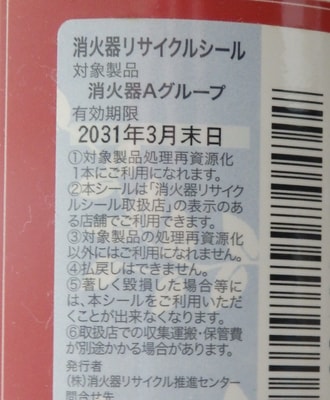 消火器リサイクルシール
対象製品
消火器Aグループ
有効期限
2031年3月末日
①対象製品処理再資源化
1本にご利用になれます。
②本シールは「消火器リサイク
ルシール取扱店」の表示のあ
る店舗でご利用できます。
③対象製品の処理再資源化
以外にはご利用になれません。
④払戻しはできません。
⑤著しく毀損した場合等に
は、本シールをご利用いただ
くことが出来なくなります。
⑥取扱店での収集運搬・保管費
が別途かかる場合があります。
発行者
(株)消火器リサイクル推進センター
問合せ先